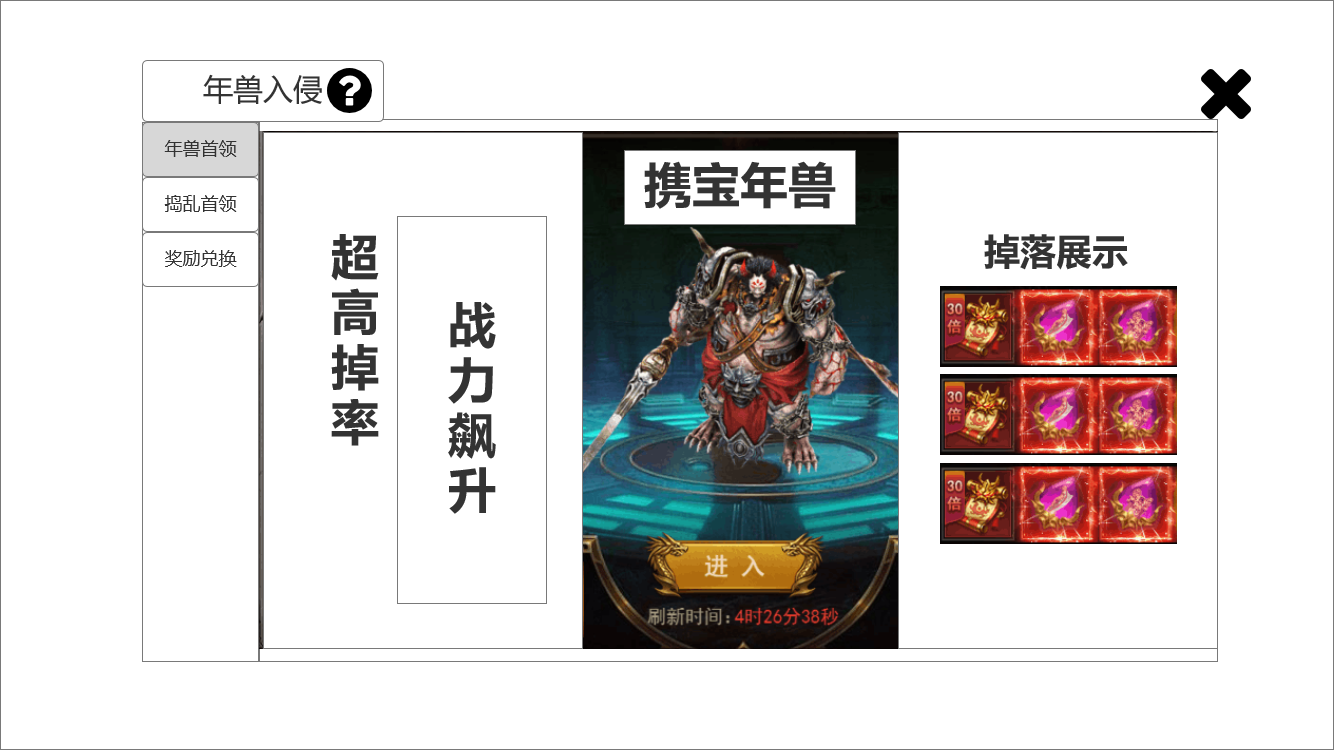 年兽入侵?
年兽首领
捣乱首领
奖励兑换
超高掉率
战力飙升
携宝年兽
进入
刷新时间:4时26分38秒
掉落展示
30倍
30倍
30倍